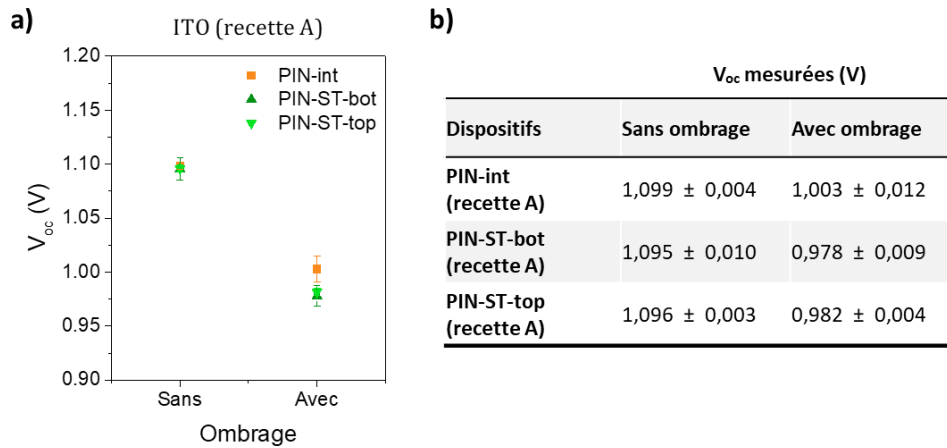 a)
ITO (recette A)
1.20
1.15
1.10
1.05
1.00
0.95
0.90
Voc (V)
PIN-int
PIN-ST-bot
PIN-ST-top
Sans
Avec
Ombrage
b)
Voc mesurées (V)
Dispositifs Sans ombrage Avec ombrage
PIN-int
(recette A) 1,099 ± 0,004 1,003 ± 0,012
PIN-ST-bot
(recette A) 1,095 ± 0,010 0,978 ± 0,009
PIN-ST-top
(recette A) 1,096 ± 0,003 0,982 ± 0,004